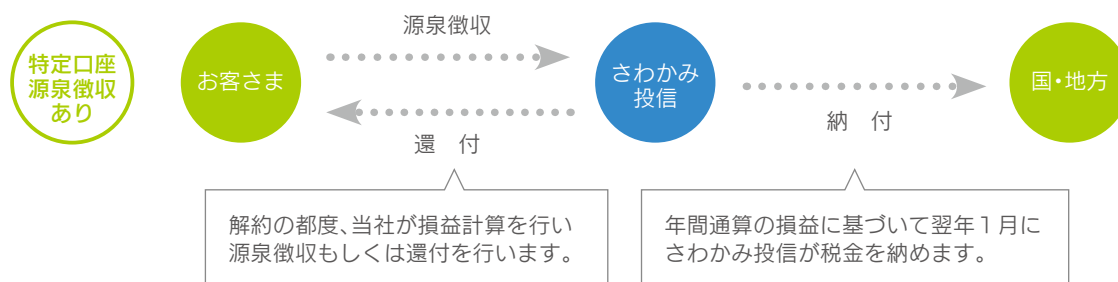 源泉徴収
特定口座
源泉徴収
あり
お客さま
さわかみ
投信
国・地方
還　付
納　付
解約の都度、当社が損益計算を行い
源泉徴収もしくは還付を行います。
年間通算の損益に基づいて翌年１月に
さわかみ投信が税金を納めます。